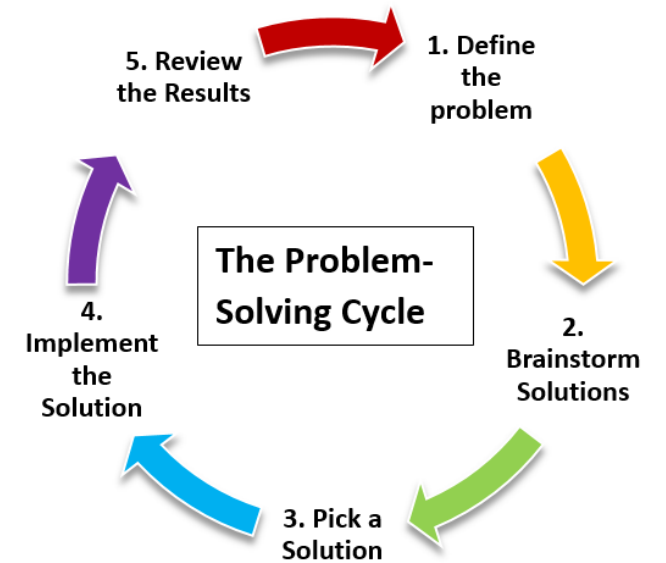 The Problem-
Solving Cycle
1. Define
the
problem
2.
Brainstorm
Solutions
3. Pick a
Solution
4.
Implement
the
Solution
5. Review
the Results